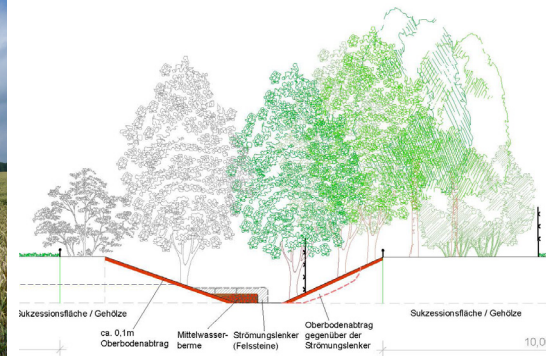 Sukzessionsfläche / Gehölze
ca. 0,1m
Oberbodenabtrag
Mittelwasser-
berme
Strömungslenker
(Felssteine)
Oberbodenabtrag
gegenüber der
Strömungslenker
Sukzessionsfläche / Gehölze
10,0